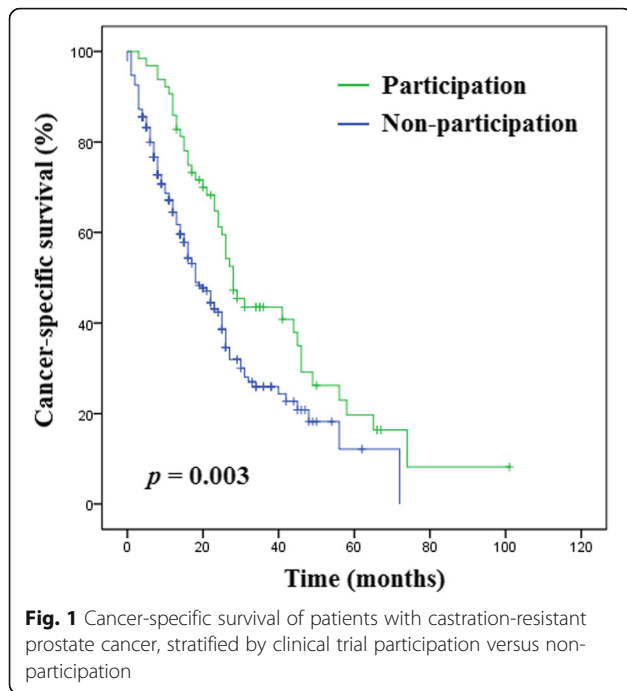 100
80
60
40
20
0
Cancer-specific survival (%)
Participation
Non-participation
p = 0.003
0 20 40 60 80 100 120
Time (months)
Fig. 1 Cancer-specific survival of patients with castration-resistant
prostate cancer, stratified by clinical trial participation versus non-
participation